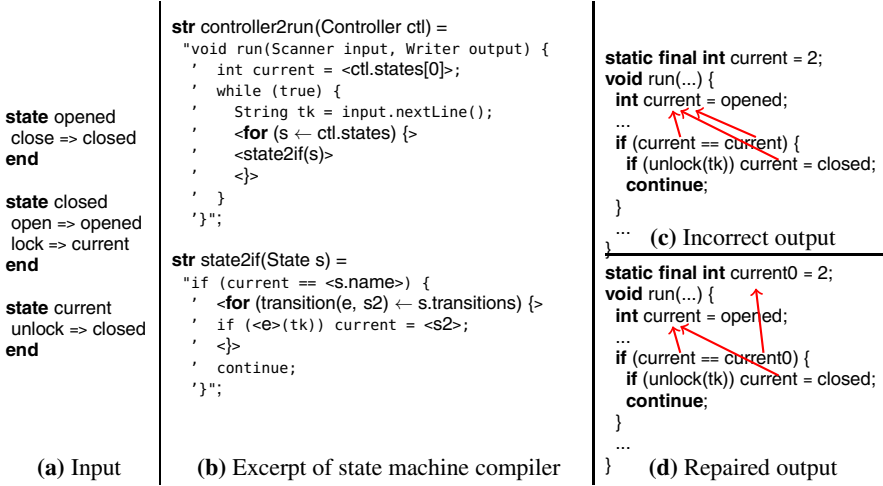 state opened
close => closed
end
state closed
open => opened
lock => current
end
state current
unlock => closed
end
(a) Input
str controller2run(Controller ctl) =
"void run(Scanner input, Writer output) {
' int current = <ctl.states[0]>;
' while (true) {
' String tk = input.nextLine();
' <for (s ← ctl.states) {>
' <state2if(s)>
' <}>
' }
'}";
str state2if(State s) =
"if (current == <s.name>) {
' <for (transition(e, s2) ← s.transitions) {>
' if (<e>(tk)) current = <s2>;
' <}>
' continue;
'}";
(b) Excerpt of state machine compiler
static final int current = 2;
void run(...) {
int current = opened;
...
if (current == current) {
if (unlock(tk)) current = closed;
continue;
}
...
}
(c) Incorrect output
static final int current0 = 2;
void run(...) {
int current = opened;
...
if (current == current0) {
if (unlock(tk)) current = closed;
continue;
}
...
}
(d) Repaired output